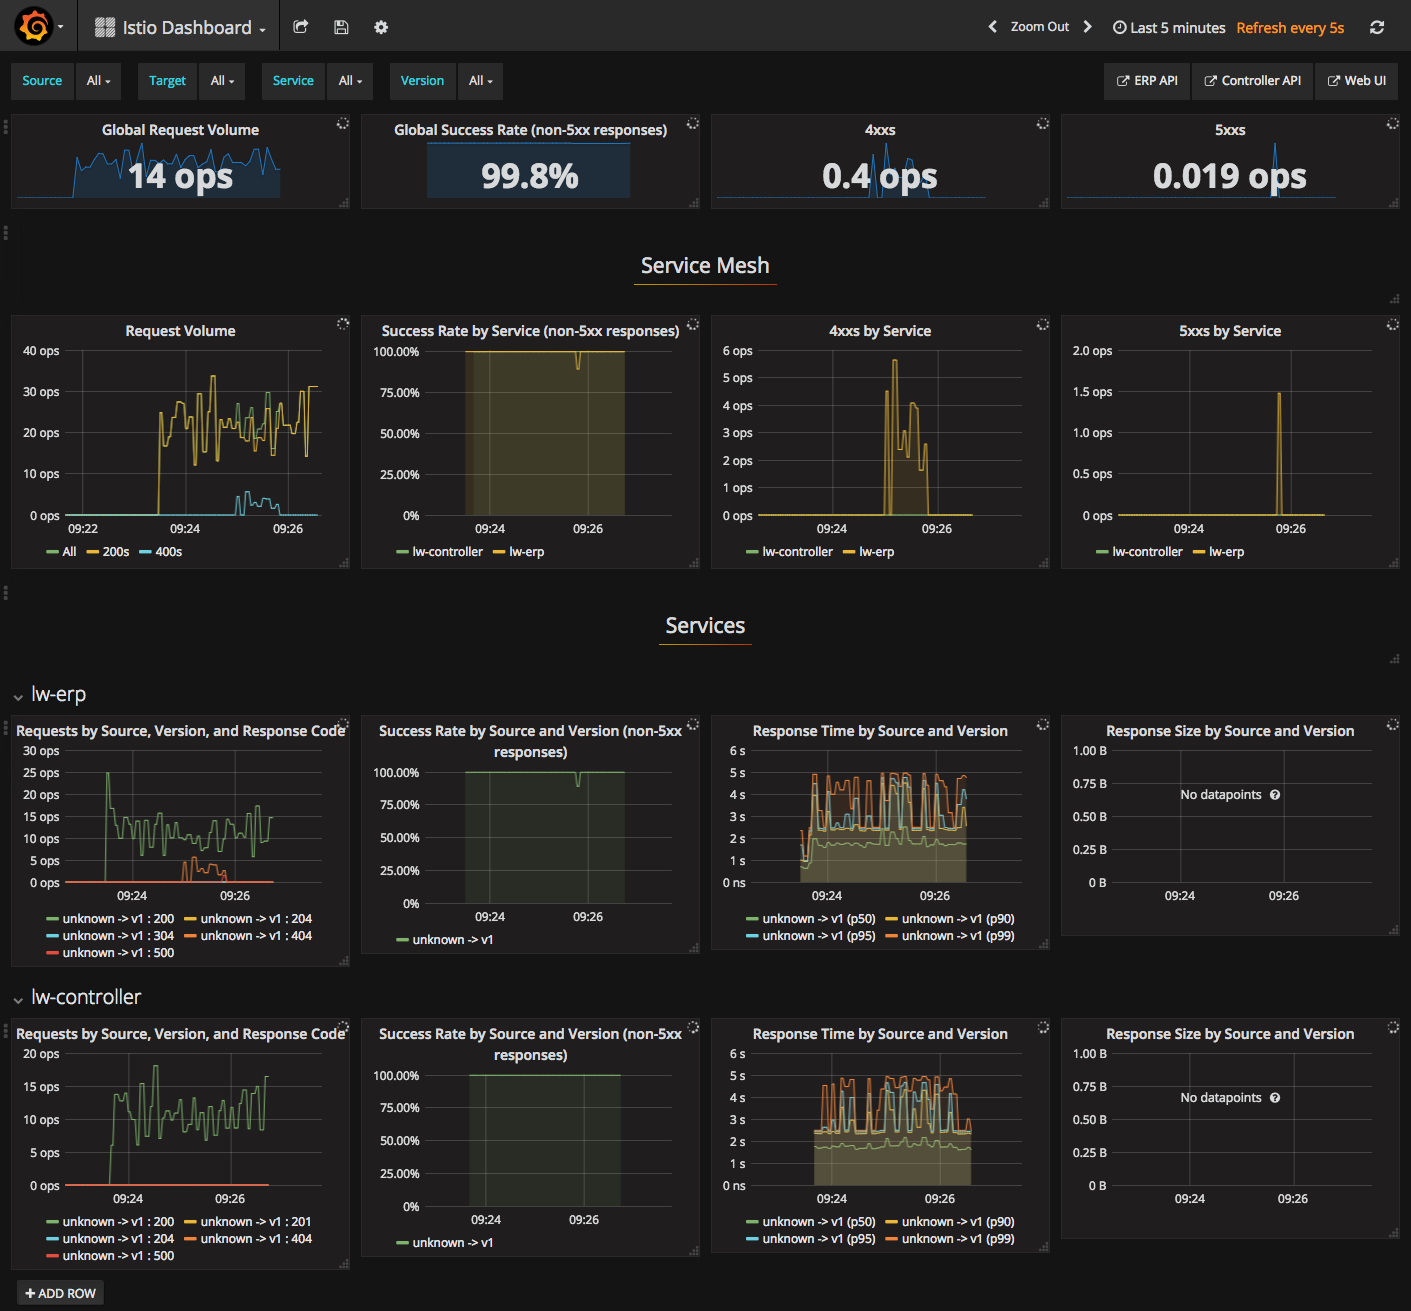 Istio Dashboard
Zoom Out
Last 5 minutes
Refresh every 5s
Source All
Target All
Service All
Version All
ERP API
Controller API
Web UI
Global Request Volume
14 ops
Global Success Rate (non-5xx responses)
99.8%
4xxs
0.4 ops
5xxs
0.019 ops
Service Mesh
Request Volume
40 ops
30 ops
20 ops
10 ops
0 ops
09:22 09:24 09:26
All 200s 400s
Success Rate by Service (non-5xx responses)
100.00%
75.00%
50.00%
25.00%
0%
09:24 09:26
lw-controller lw-erp
4xxs by Service
6 ops
5 ops
4 ops
3 ops
2 ops
1 ops
0 ops
09:24 09:26
lw-controller lw-erp
5xxs by Service
2.0 ops
1.5 ops
1.0 ops
0.5 ops
0 ops
09:24 09:26
lw-controller lw-erp
Services
lw-erp
Requests by Source, Version, and Response Code
30 ops
25 ops
20 ops
15 ops
10 ops
5 ops
0 ops
09:24 09:26
unknown -> v1 : 200 unknown -> v1 : 204
unknown -> v1 : 304 unknown -> v1 : 404
unknown -> v1 : 500
Success Rate by Source and Version (non-5xx
responses)
100.00%
75.00%
50.00%
25.00%
0%
09:24 09:26
unknown -> v1
Response Time by Source and Version
6 s
5 s
4 s
3 s
2 s
1 s
0 ns
09:24 09:26
unknown -> v1 (p50) unknown -> v1 (p90)
unknown -> v1 (p95) unknown -> v1 (p99)
Response Size by Source and Version
1.00 B
0.75 B
No datapoints
0.50 B
0.25 B
0 B
09:24 09:26
lw-controller
Requests by Source, Version, and Response Code
20 ops
15 ops
10 ops
5 ops
0 ops
09:24 09:26
unknown -> v1 : 200 unknown -> v1 : 201
unknown -> v1 : 204 unknown -> v1 : 404
unknown -> v1 : 500
Success Rate by Source and Version (non-5xx
responses)
100.00%
75.00%
50.00%
25.00%
0%
09:24 09:26
unknown -> v1
Response Time by Source and Version
6 s
5 s
4 s
3 s
2 s
1 s
0 ns
09:24 09:26
unknown -> v1 (p50) unknown -> v1 (p90)
unknown -> v1 (p95) unknown -> v1 (p99)
Response Size by Source and Version
1.00 B
0.75 B
No datapoints
0.50 B
0.25 B
0 B
09:24 09:26
+ ADD ROW